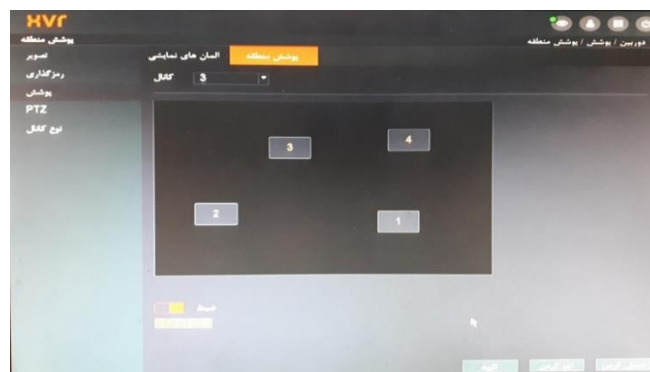 XVR
پوشش منطقه
دوربین / پوشش / پوشش منطقه
تصویر
رمزگذاری
پوشش
PTZ
نوع کانال
المان های نمایشی
پوشش منطقه
کانال
3
3
4
2
1
ضبط
تایید